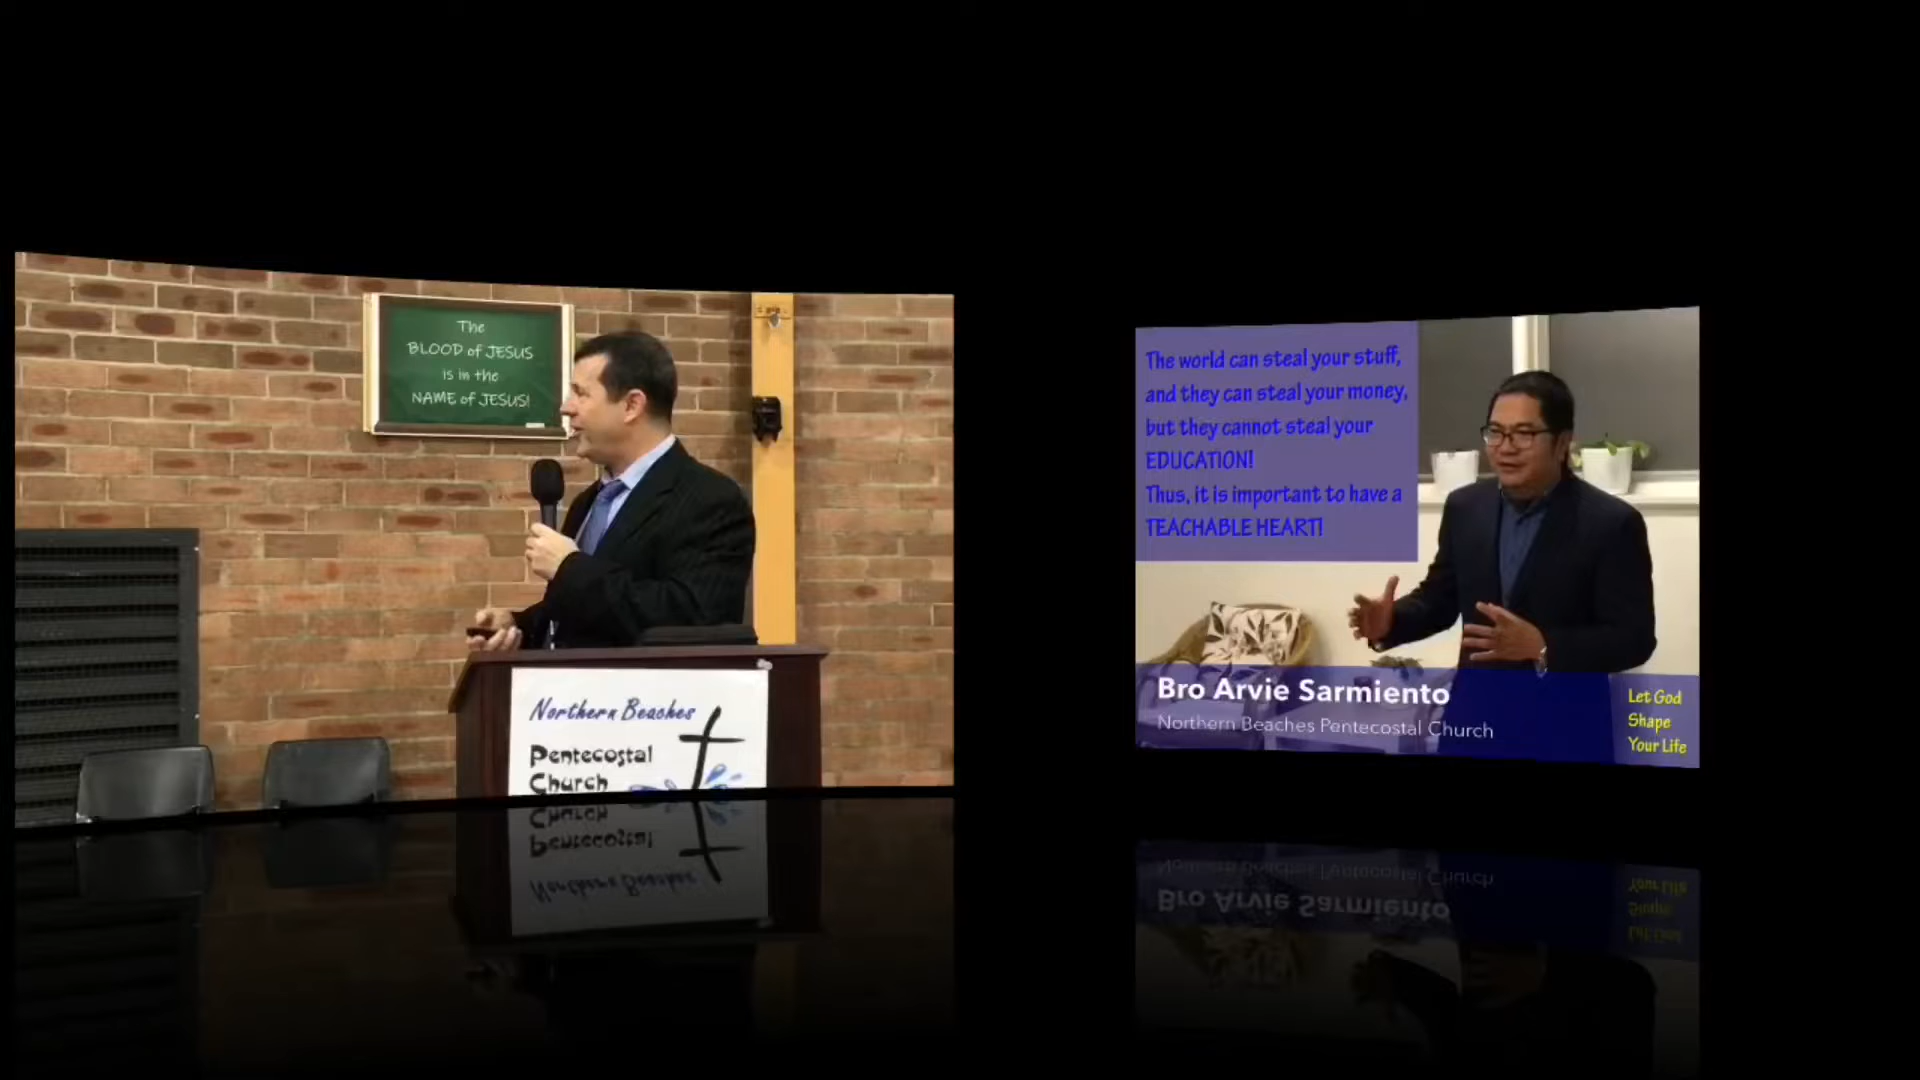 The
BLOOD of JESUS
is in the
NAME of JESUS!
Northern Beaches
Pentecostal
Church
The world can steal your stuff,
and they can steal your money,
but they cannot steal your
EDUCATION!
Thus, it is important to have a
TEACHABLE HEART!
Bro Arvie Sarmiento
Northern Beaches Pentecostal Church
Let God
Shape
Your Life